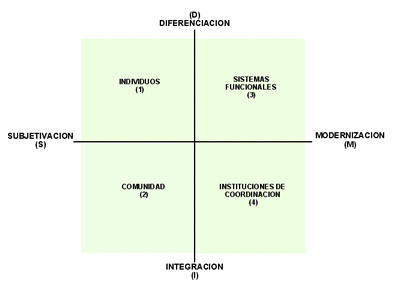 (D)
DIFERENCIACION
INDIVIDUOS
(1)
SISTEMAS
FUNCIONALES
(3)
SUBJETIVACION
(S)
MODERNIZACION
(M)
COMUNIDAD
(2)
INSTITUCIONES DE
COORDINACION
(4)
INTEGRACION
(I)